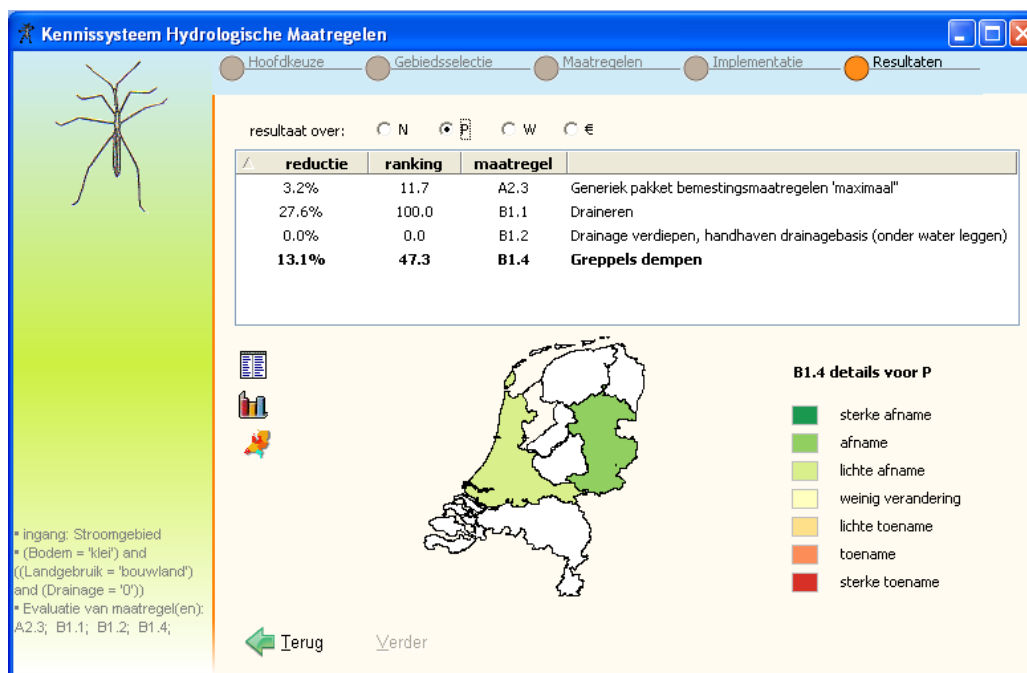 Kennissysteem Hydrologische Maatregelen
Hoofdkeuze Gebiedsselectie Maatregelen Implementatie Resultaten
resultaat over: N P W €
reductie ranking maatregel
3.2% 11.7 A2.3 Generiek pakket bemestingsmaatregelen 'maximaal"
27.6% 100.0 B1.1 Draineren
0.0% 0.0 B1.2 Drainage verdiepen, handhaven drainagebasis (onder water leggen)
13.1% 47.3 B1.4 Greppels dempen
B1.4 details voor P
sterke afname
afname
lichte afname
weinig verandering
lichte toename
toename
sterke toename
▪ ingang: Stroomgebied
▪ (Bodem = 'klei') and
((Landgebruik = 'bouwland')
and (Drainage = '0'))
▪ Evaluatie van maatregel(en):
A2.3; B1.1; B1.2; B1.4;
Terug Verder